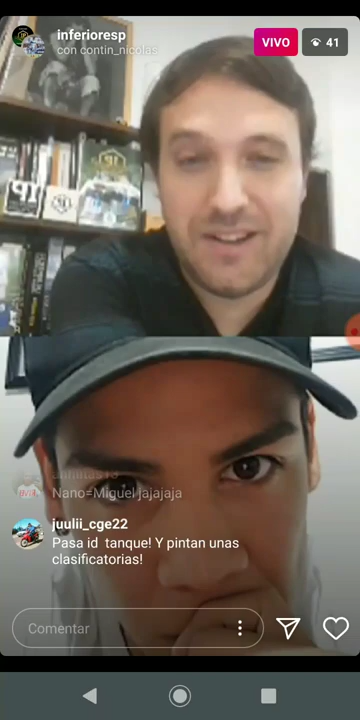 inferioresp
con contin_nicolas
VIVO
41
Nano=Miguel jajajaja
juulii_cge22
Pasa id tanque! Y pintan unas
clasificatorias!
Comentar